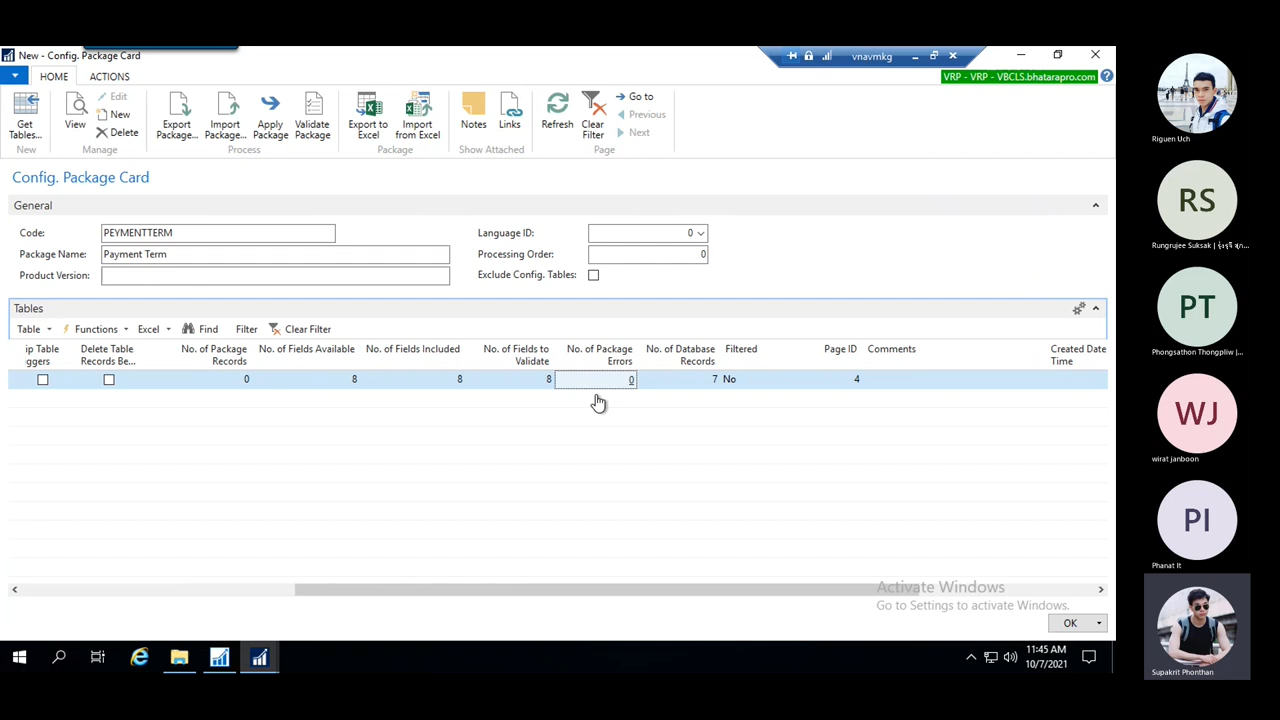 New - Config. Package Card
vnavmkg
HOME
ACTIONS
VRP - VRP - VBCLS.bhatarapro.com
Get Tables...
View
Edit
New
Delete
Export Package...
Import Package...
Apply Package
Validate Package
Export to Excel
Import from Excel
Notes
Links
Refresh
Clear Filter
Go to
Previous
Next
New
Manage
Process
Package
Show Attached
Page
Config. Package Card
General
Code: PEYMENTTERM
Language ID: 0
Package Name: Payment Term
Processing Order: 0
Product Version:
Exclude Config. Tables:
Tables
Table
Functions
Excel
Find
Filter
Clear Filter
ip Table ggers
Delete Table Records Be...
No. of Package Records
No. of Fields Available
No. of Fields Included
No. of Fields to Validate
No. of Package Errors
No. of Database Records
Filtered
Page ID
Comments
Created Date Time
0 8 8 8 0 7 No 4
Activate Windows
Go to Settings to activate Windows.
OK
11:45 AM
10/7/2021
Riguen Uch
RS
PT
WJ
wirat janboon
PI
Phanat It
Supakrit Phonthan